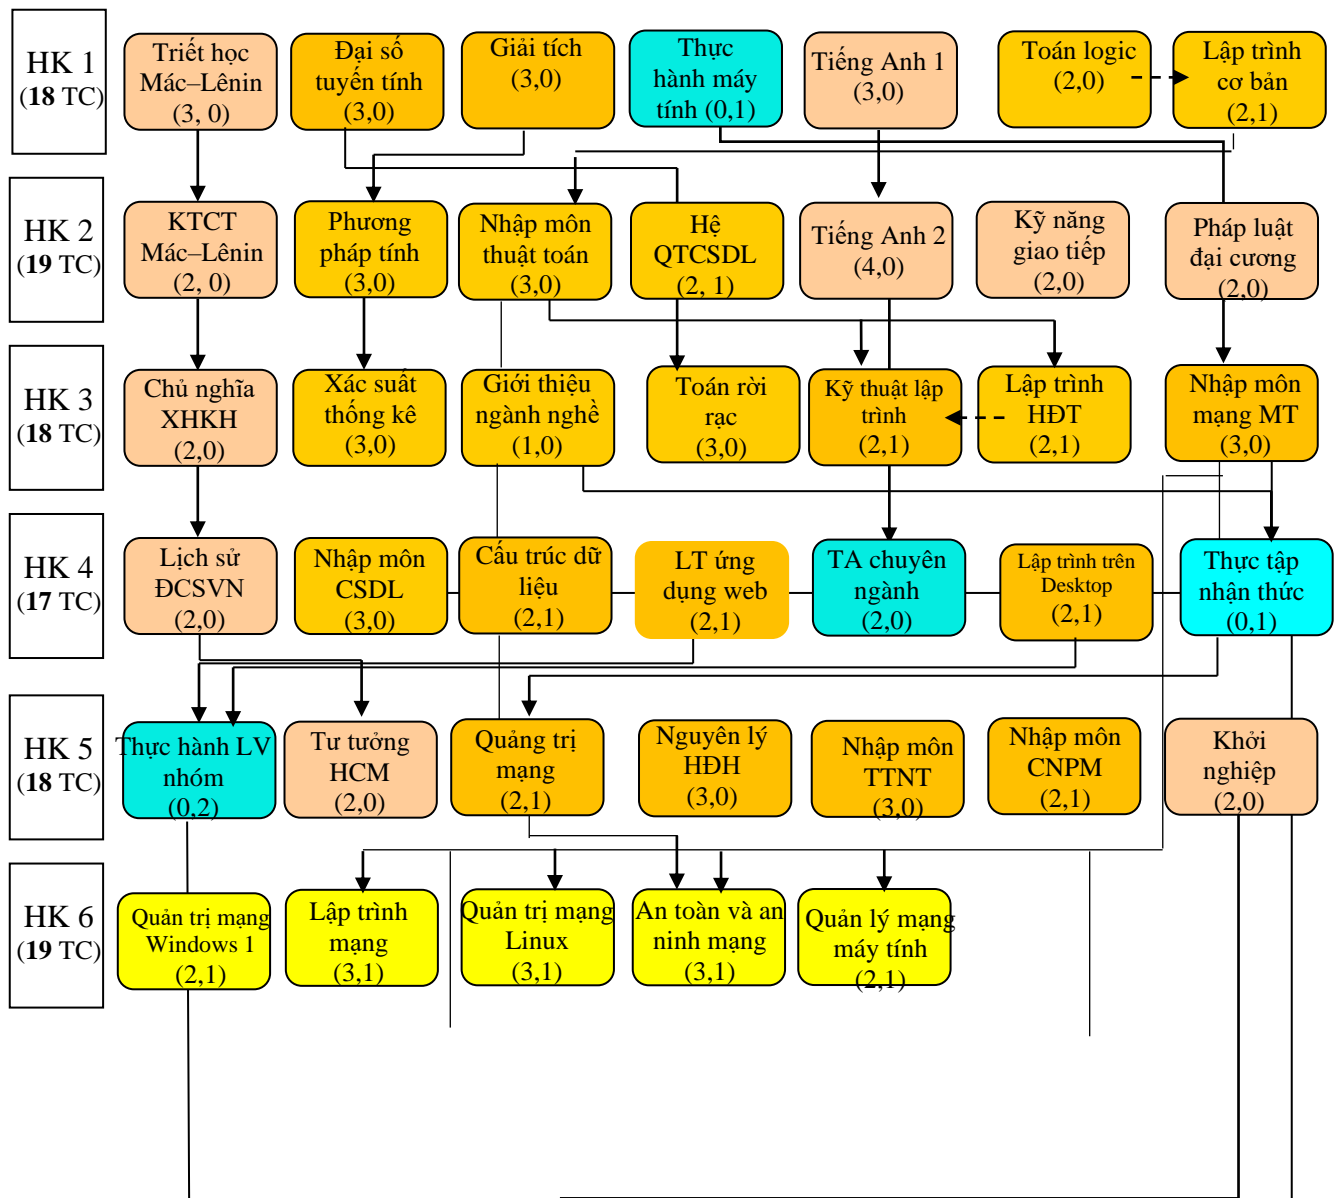 HK 1
(18 TC)
Triết học
Mác–Lênin
(3, 0)
Đại số
tuyến tính
(3,0)
Giải tích
(3,0)
Thực
hành máy
tính (0,1)
Tiếng Anh 1
(3,0)
Toán logic
(2,0)
Lập trình
cơ bản
(2,1)
HK 2
(19 TC)
KTCT
Mác–Lênin
(2, 0)
Phương
pháp tính
(3,0)
Nhập môn
thuật toán
(3,0)
Hệ
QTCSDL
(2, 1)
Tiếng Anh 2
(4,0)
Kỹ năng
giao tiếp
(2,0)
Pháp luật
đại cương
(2,0)
HK 3
(18 TC)
Chủ nghĩa
XHKH
(2,0)
Xác suất
thống kê
(3,0)
Giới thiệu
ngành nghề
(1,0)
Toán rời
rạc
(3,0)
Kỹ thuật lập
trình
(2,1)
Lập trình
HĐT
(2,1)
Nhập môn
mạng MT
(3,0)
HK 4
(17 TC)
Lịch sử
ĐCSVN
(2,0)
Nhập môn
CSDL
(3,0)
Cấu trúc dữ
liệu
(2,1)
LT ứng
dụng web
(2,1)
TA chuyên
ngành
(2,0)
Lập trình trên
Desktop
(2,1)
Thực tập
nhận thức
(0,1)
HK 5
(18 TC)
Thực hành LV
nhóm
(0,2)
Tư tưởng
HCM
(2,0)
Quảng trị
mạng
(2,1)
Nguyên lý
HĐH
(3,0)
Nhập môn
TTNT
(3,0)
Nhập môn
CNPM
(2,1)
Khởi
nghiệp
(2,0)
HK 6
(19 TC)
Quản trị mạng
Windows 1
(2,1)
Lập trình
mạng
(3,1)
Quản trị mạng
Linux
(3,1)
An toàn và an
ninh mạng
(3,1)
Quản lý mạng
máy tính
(2,1)